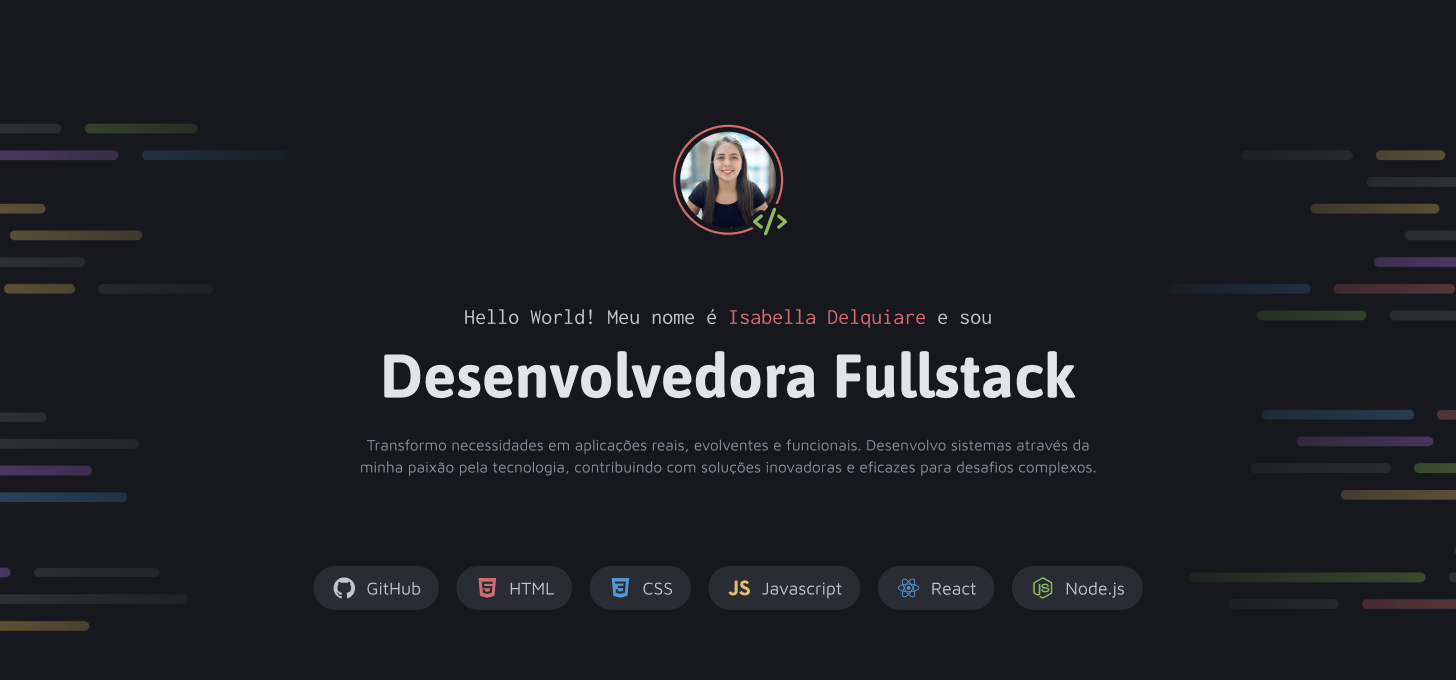 Hello World! Meu nome é Isabella Delquiare e sou
Desenvolvedora Fullstack
Transformo necessidades em aplicações reais, evolventes e funcionais. Desenvolvo sistemas através da
minha paixão pela tecnologia, contribuindo com soluções inovadoras e eficazes para desafios complexos.
GitHub HTML CSS JS Javascript React Node.js